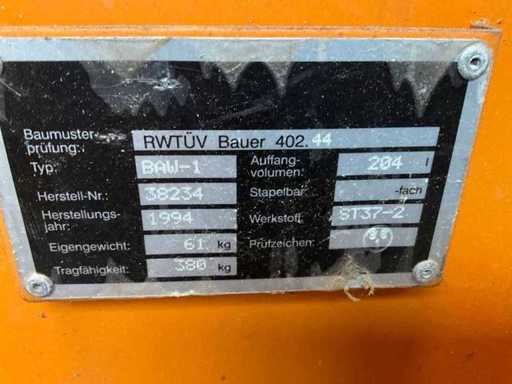 Baumuster-
prüfung: RWTÜV Bauer 402.44
Typ: BAW-1 Auffang-
volumen: 204 l
Herstell-Nr.: 38234 Stapelbar: -fach
Herstellungs-
jahr: 1994 Werkstoff: ST37-2
Eigengewicht: 61 kg Prüfzeichen:
Tragfähigkeit: 380 kg